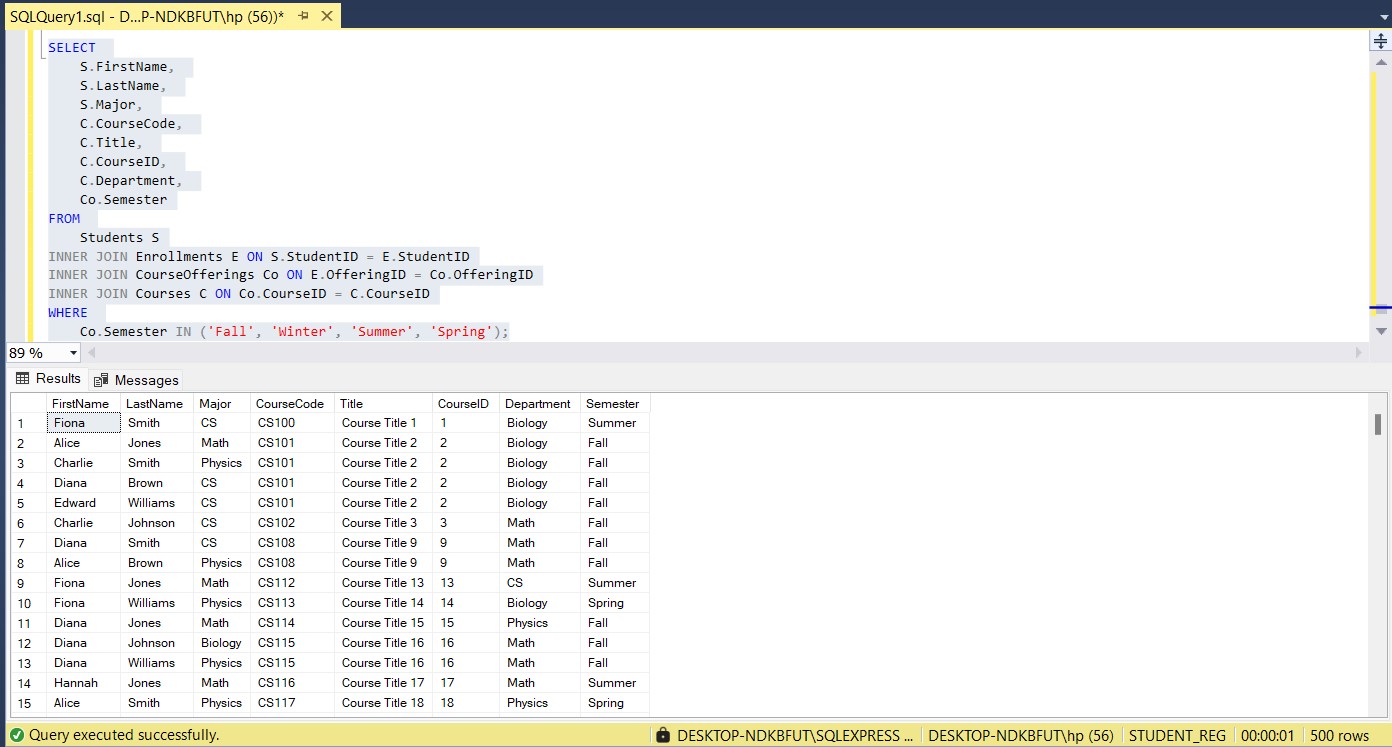 SQLQuery1.sql - D...P-NDKBFUT\hp (56))*
SELECT
S.FirstName,
S.LastName,
S.Major,
C.CourseCode,
C.Title,
C.CourseID,
C.Department,
Co.Semester
FROM
Students S
INNER JOIN Enrollments E ON S.StudentID = E.StudentID
INNER JOIN CourseOfferings Co ON E.OfferingID = Co.OfferingID
INNER JOIN Courses C ON Co.CourseID = C.CourseID
WHERE
Co.Semester IN ('Fall', 'Winter', 'Summer', 'Spring');
89 %
Results Messages
FirstName LastName Major CourseCode Title CourseID Department Semester
1 Fiona Smith CS CS100 Course Title 1 1 Biology Summer
2 Alice Jones Math CS101 Course Title 2 2 Biology Fall
3 Charlie Smith Physics CS101 Course Title 2 2 Biology Fall
4 Diana Brown CS CS101 Course Title 2 2 Biology Fall
5 Edward Williams CS CS101 Course Title 2 2 Biology Fall
6 Charlie Johnson CS CS102 Course Title 3 3 Math Fall
7 Diana Smith CS CS108 Course Title 9 9 Math Fall
8 Alice Brown Physics CS108 Course Title 9 9 Math Fall
9 Fiona Jones Math CS112 Course Title 13 13 CS Summer
10 Fiona Williams Physics CS113 Course Title 14 14 Biology Spring
11 Diana Jones Math CS114 Course Title 15 15 Physics Fall
12 Diana Johnson Biology CS115 Course Title 16 16 Math Fall
13 Diana Williams Physics CS115 Course Title 16 16 Math Fall
14 Hannah Jones Math CS116 Course Title 17 17 Math Summer
15 Alice Smith Physics CS117 Course Title 18 18 Physics Spring
Query executed successfully. DESKTOP-NDKBFUT\SQLEXPRESS ... DESKTOP-NDKBFUT\hp (56) STUDENT_REG 00:00:01 500 rows